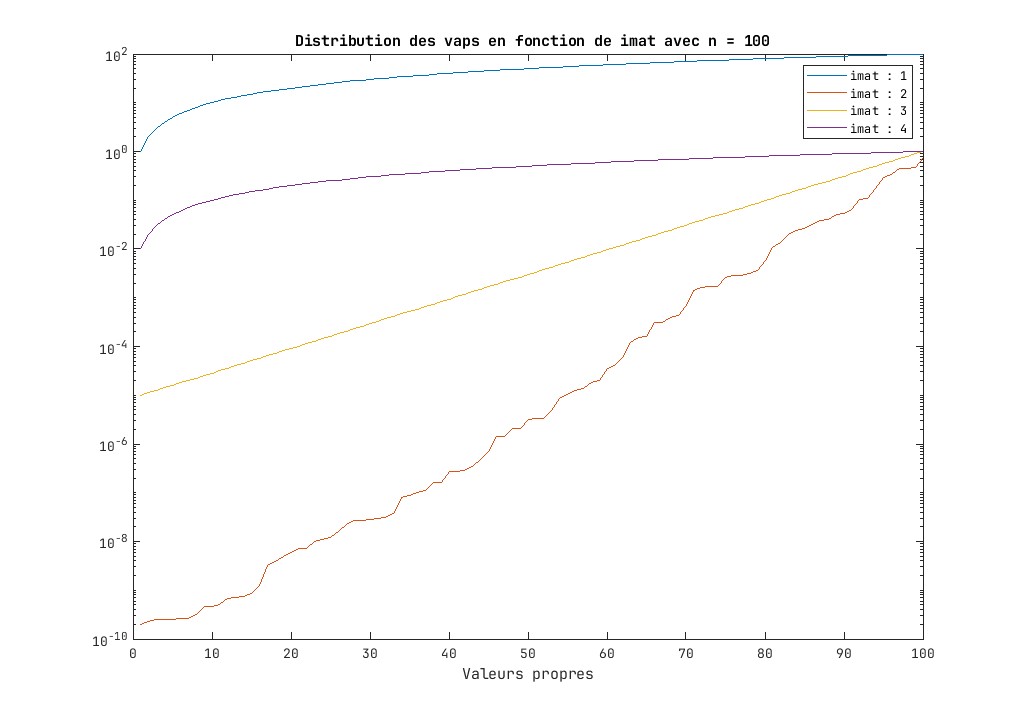 Distribution des vaps en fonction de imat avec n = 100
10^2
10^0
10^-2
10^-4
10^-6
10^-8
10^-10
imat : 1
imat : 2
imat : 3
imat : 4
0 10 20 30 40 50 60 70 80 90 100
Valeurs propres